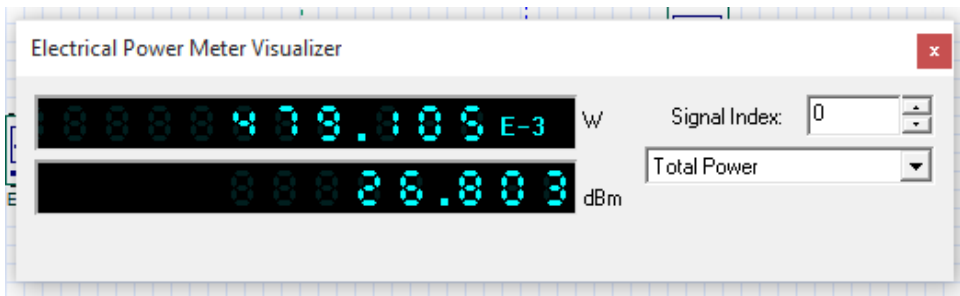 Electrical Power Meter Visualizer
x
479.105 E-3 W
Signal Index: 0
Total Power
26.803 dBm
E